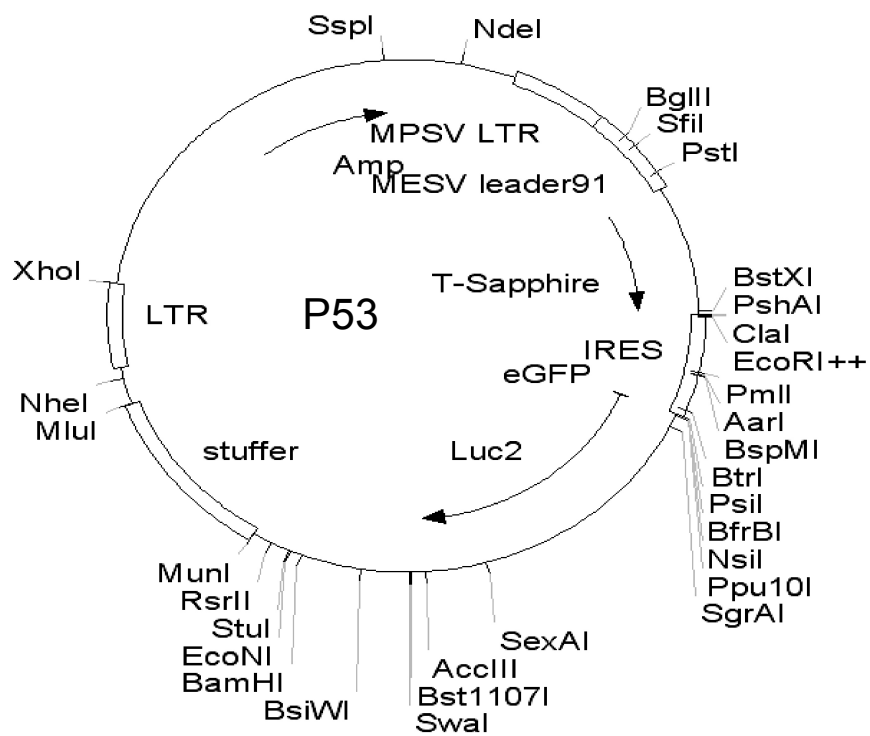 SspI
NdeI
BglII
SfiI
PstI
MPSV LTR
Amp
MESV leader91
XhoI
LTR
P53
T-Sapphire
BstXI
PshAI
ClaI
EcoRI++
IRES
eGFP
PmlI
AarI
BspMI
BtrI
PsiI
BfrBI
NsiI
Ppu10I
SgrAI
NheI
MluI
stuffer
Luc2
MunI
RsrII
StuI
EcoNI
BamHI
BsiWI
SexAI
AccIII
Bst1107I
SwaI